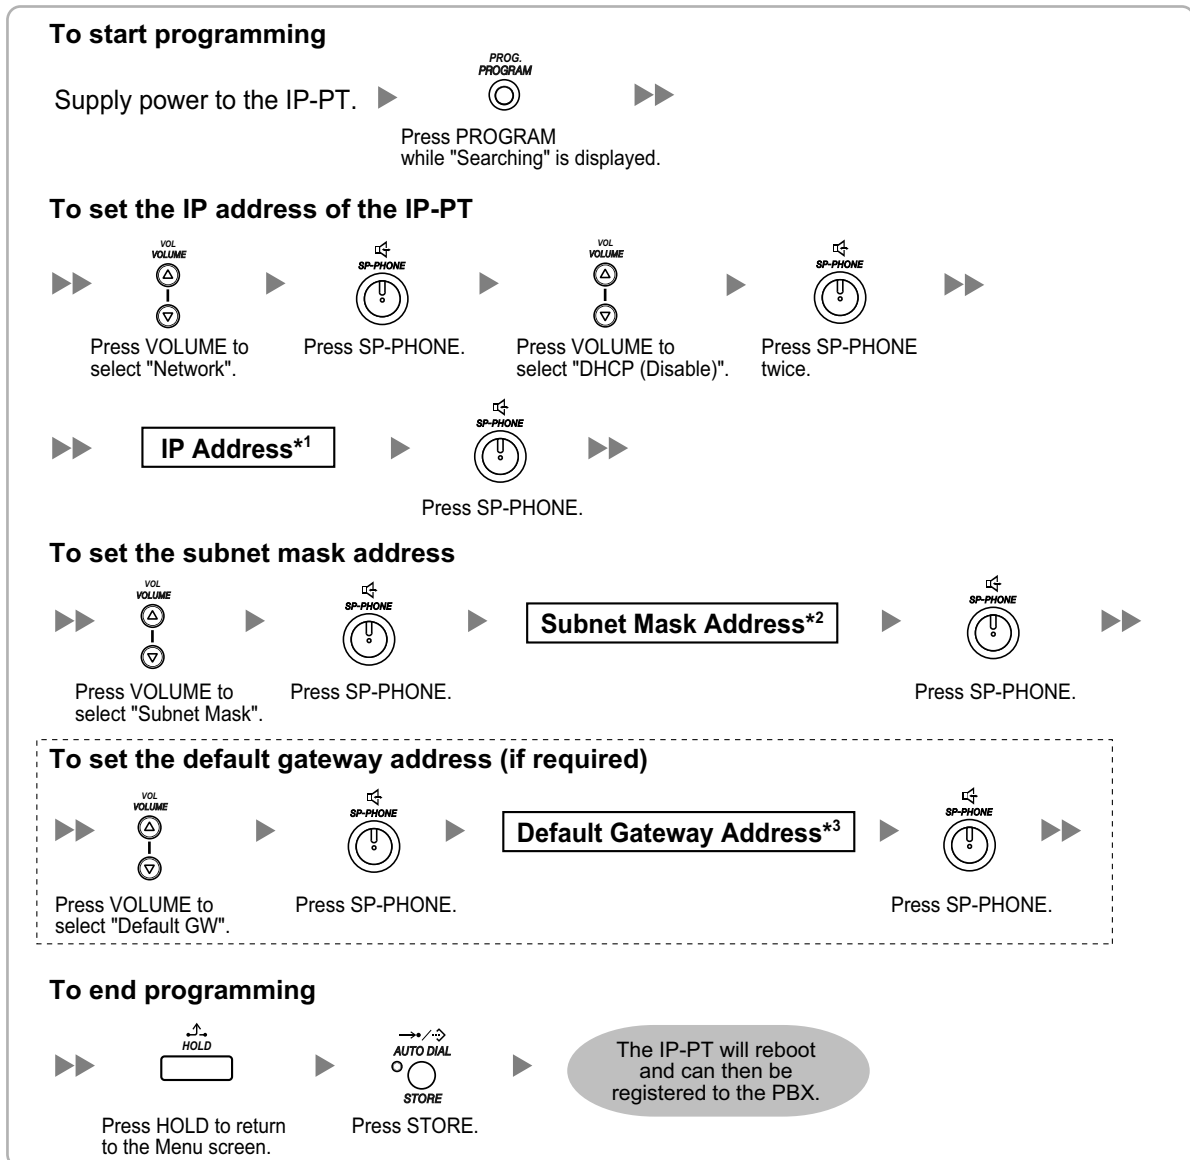 To start programming
PROG.
PROGRAM
Supply power to the IP-PT.
Press PROGRAM
while "Searching" is displayed.
To set the IP address of the IP-PT
VOL
VOLUME
SP-PHONE
VOL
VOLUME
SP-PHONE
Press VOLUME to
select "Network".
Press SP-PHONE.
Press VOLUME to
select "DHCP (Disable)".
Press SP-PHONE
twice.
IP Address*1
SP-PHONE
Press SP-PHONE.
To set the subnet mask address
VOL
VOLUME
SP-PHONE
Subnet Mask Address*2
SP-PHONE
Press VOLUME to
select "Subnet Mask".
Press SP-PHONE.
Press SP-PHONE.
To set the default gateway address (if required)
VOL
VOLUME
SP-PHONE
Default Gateway Address*3
SP-PHONE
Press VOLUME to
select "Default GW".
Press SP-PHONE.
Press SP-PHONE.
To end programming
HOLD
AUTO DIAL
STORE
The IP-PT will reboot
and can then be
registered to the PBX.
Press HOLD to return
to the Menu screen.
Press STORE.